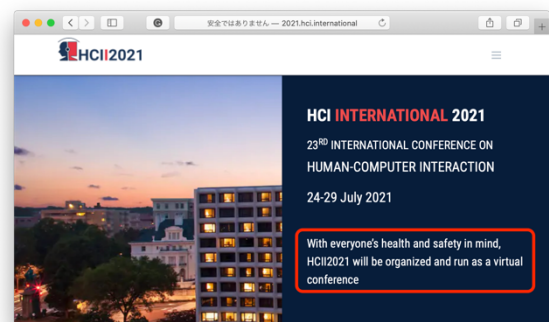 安全ではありません — 2021.hci.international
HCII2021
HCI INTERNATIONAL 2021
23RD INTERNATIONAL CONFERENCE ON
HUMAN-COMPUTER INTERACTION
24-29 July 2021
With everyone's health and safety in mind,
HCII2021 will be organized and run as a virtual
conference